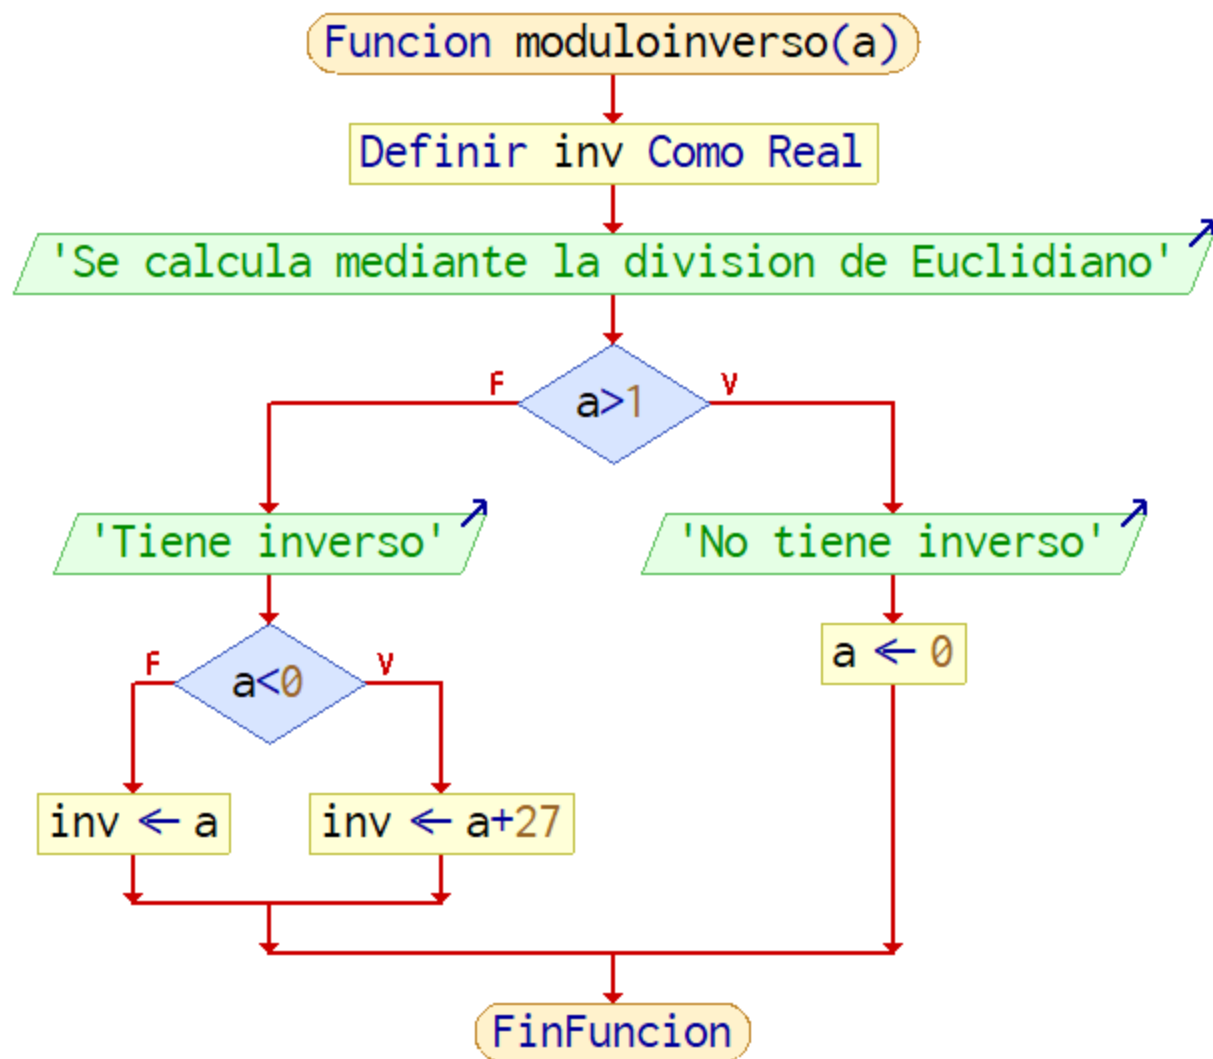 Funcion moduloinverso(a)
Definir inv Como Real
'Se calcula mediante la division de Euclidiano'
F
a>1
V
'Tiene inverso'
'No tiene inverso'
F
a<0
V
a ← 0
inv ← a
inv ← a+27
FinFuncion